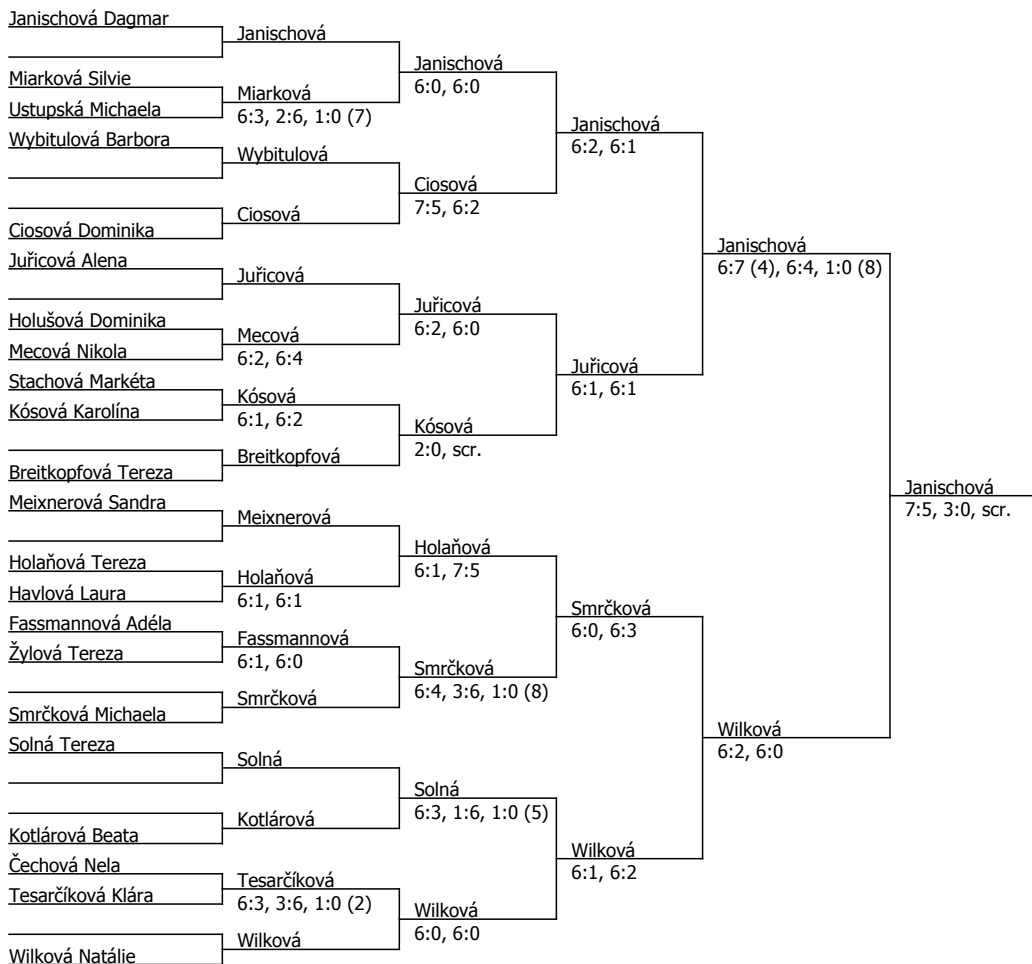 Janischová Dagmar
Miarková Silvie
Ustupská Michaela
Wybitulová Barbora
Ciosová Dominika
Juřicová Alena
Holušová Dominika
Mecová Nikola
Stachová Markéta
Kósová Karolína
Breitkopfová Tereza
Meixnerová Sandra
Holaňová Tereza
Havlová Laura
Fassmannová Adéla
Žylová Tereza
Smrčková Michaela
Solná Tereza
Kotlárová Beata
Čechová Nela
Tesarčíková Klára
Wilková Natálie
Janischová
Miarková
6:3, 2:6, 1:0 (7)
Wybitulová
Ciosová
Juřicová
Mecová
6:2, 6:4
Kósová
6:1, 6:2
Breitkopfová
Meixnerová
Holaňová
6:1, 6:1
Fassmannová
6:1, 6:0
Smrčková
Solná
Kotlárová
Tesarčíková
6:3, 3:6, 1:0 (2)
Wilková
Janischová
6:0, 6:0
Ciosová
7:5, 6:2
Juřicová
6:2, 6:0
Kósová
2:0, scr.
Holaňová
6:1, 7:5
Smrčková
6:4, 3:6, 1:0 (8)
Solná
6:3, 1:6, 1:0 (5)
Wilková
6:0, 6:0
Janischová
6:2, 6:1
Juřicová
6:1, 6:1
Smrčková
6:0, 6:3
Wilková
6:1, 6:2
Janischová
6:7 (4), 6:4, 1:0 (8)
Wilková
6:2, 6:0
Janischová
7:5, 3:0, scr.